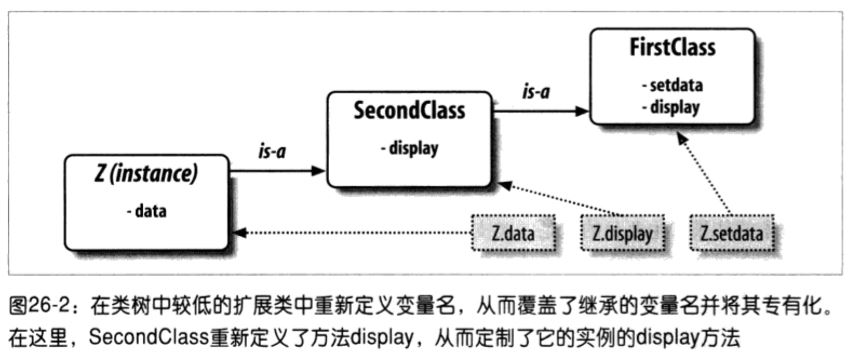 FirstClass
- setdata
- display
is-a
SecondClass
- display
is-a
Z (instance)
- data
Z.data
Z.display
Z.setdata
图26-2：在类树中较低的扩展类中重新定义变量名，从而覆盖了继承的变量名并将其专有化。
在这里，SecondClass重新定义了方法display，从而定制了它的实例的display方法